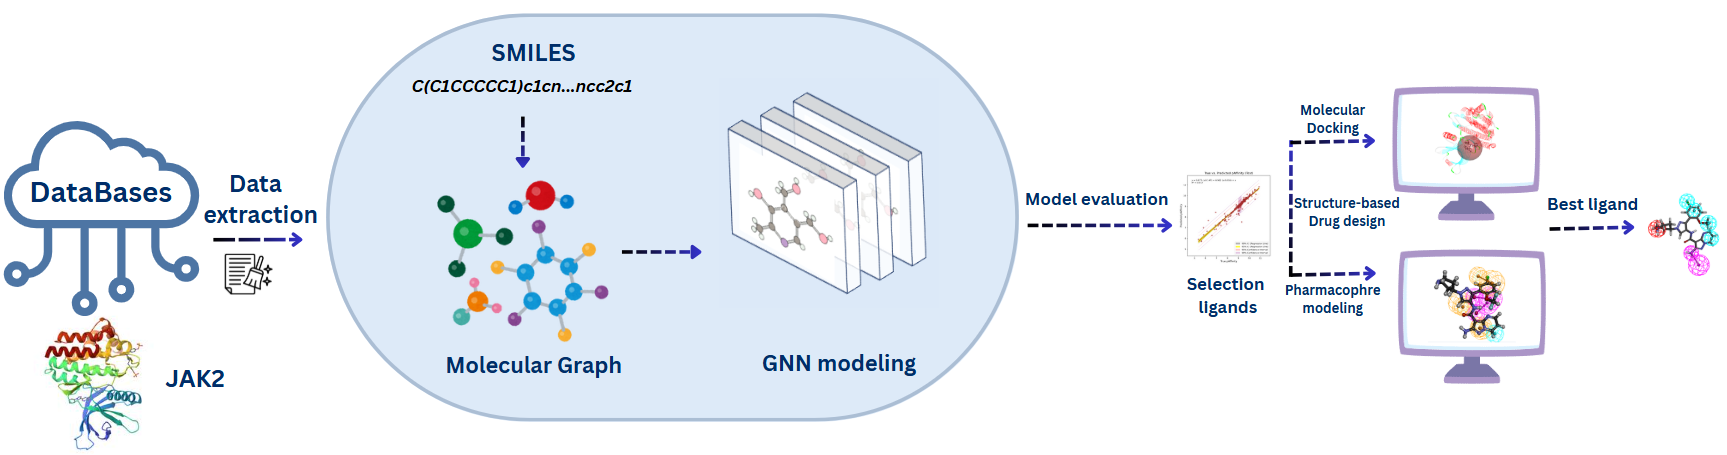 DataBases
JAK2
Data
extraction
SMILES
C(C1CCCCC1)c1cn...ncc2c1
Molecular Graph
GNN modeling
Model evaluation
Selection
ligands
Molecular
Docking
Structure-based
Drug design
Pharmacophre
modeling
Best ligand